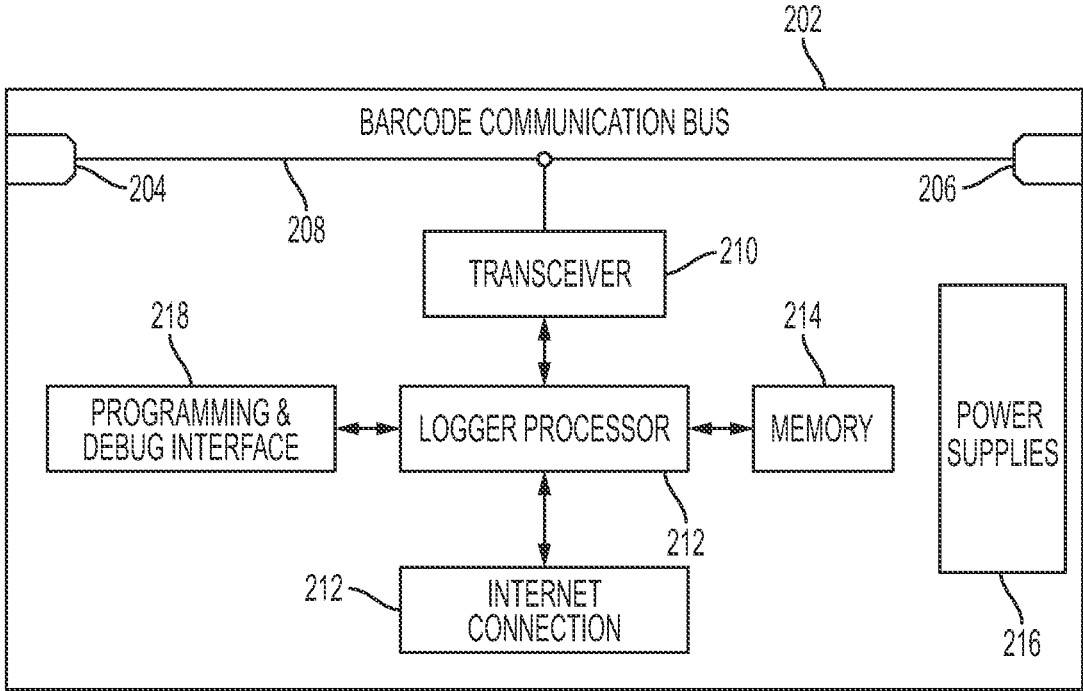 202
BARCODE COMMUNICATION BUS
204
206
208
TRANSCEIVER
210
218
214
PROGRAMMING &
DEBUG INTERFACE
LOGGER PROCESSOR
MEMORY
POWER
SUPPLIES
212
212
INTERNET
CONNECTION
216